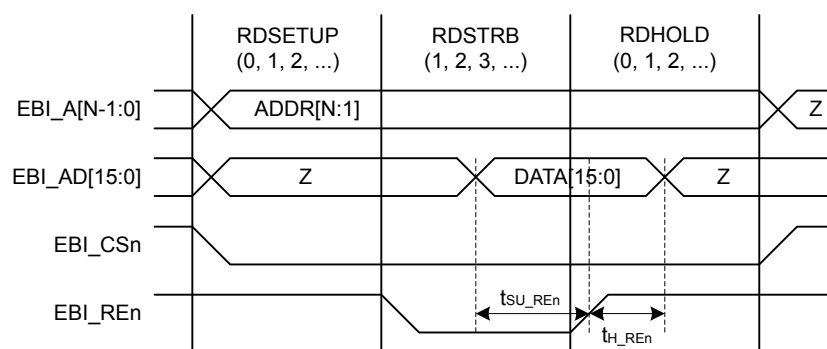 RDSETUP
(0, 1, 2, ...)
RDSTRB
(1, 2, 3, ...)
RDHOLD
(0, 1, 2, ...)
EBI_A[N-1:0]
ADDR[N:1]
Z
EBI_AD[15:0]
Z
DATA[15:0]
Z
EBI_CSn
EBI_REn
tSU_REn
tH_REn